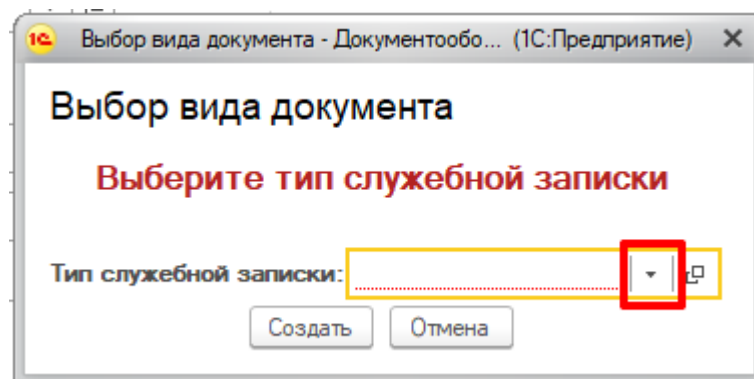 1С Выбор вида документа - Документообо... (1С:Предприятие)
Выбор вида документа
Выберите тип служебной записки
Тип служебной записки:
Создать Отмена